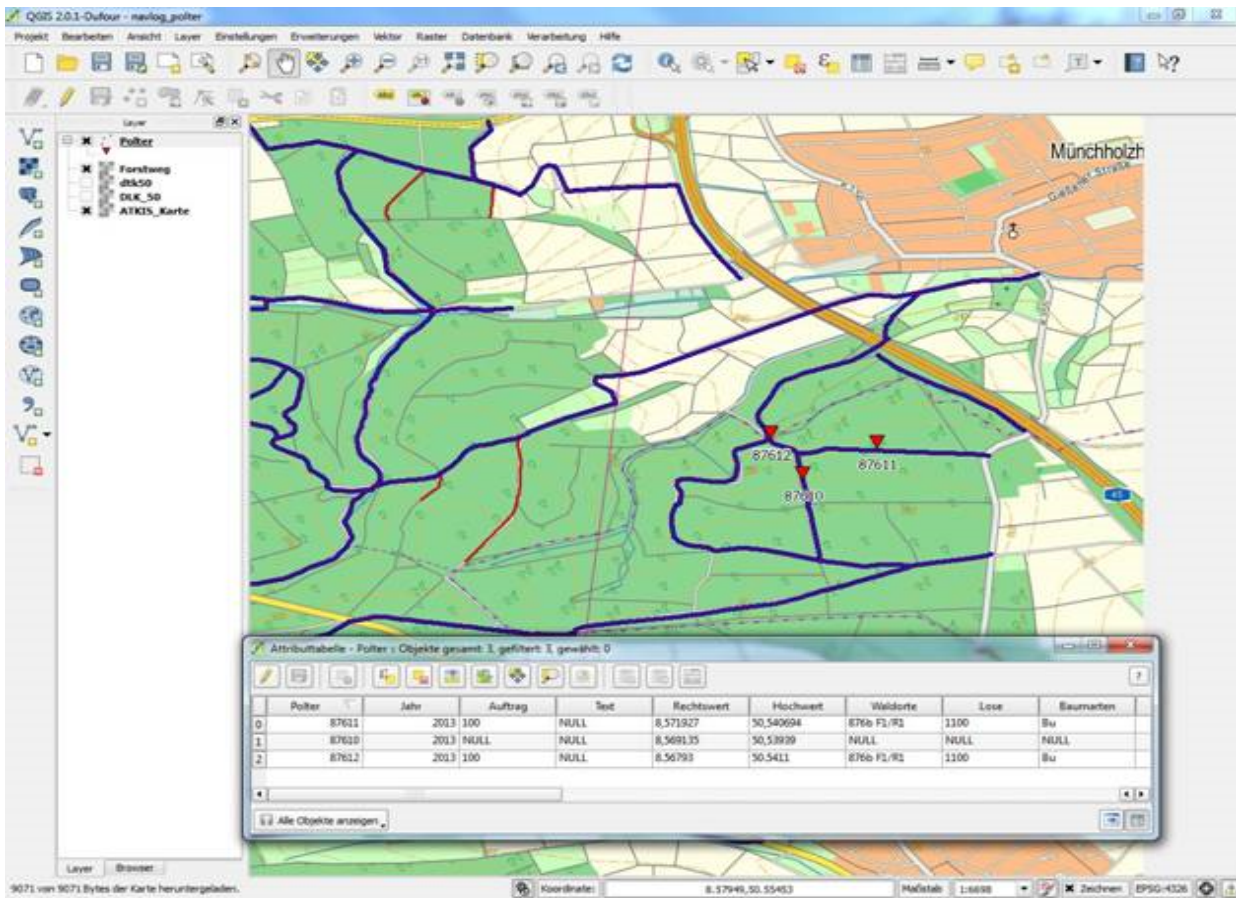 QGIS 2.0.1-Dufour - navlog_polter
Projekt Bearbeiten Ansicht Layer Einstellungen Erweiterungen Vektor Raster Datenbank Verarbeitung Hilfe
Layer
Polter
Forstweg
dtk50
DLK_50
ATKIS_Karte
Münchholzh
Gießener Straße
87612
87611
87610
45
Attributtabelle - Polter :: Objekte gesamt: 3, gefiltert: 3, gewählt: 0
Polter Jahr Auftrag Text Rechtswert Hochwert Waldorte Lose Baumarten
0 87611 2013 100 NULL 8,571927 50,540694 876b F1/R1 1100 Bu
1 87610 2013 NULL NULL 8,569135 50,53939 NULL NULL NULL
2 87612 2013 100 NULL 8.56793 50.5411 876b F1/R1 1100 Bu
Alle Objekte anzeigen
Layer Browser
9071 von 9071 Bytes der Karte heruntergeladen.
Koordinate: 8.57949,50.55453 Maßstab 1:6698 Zeichnen EPSG:4326